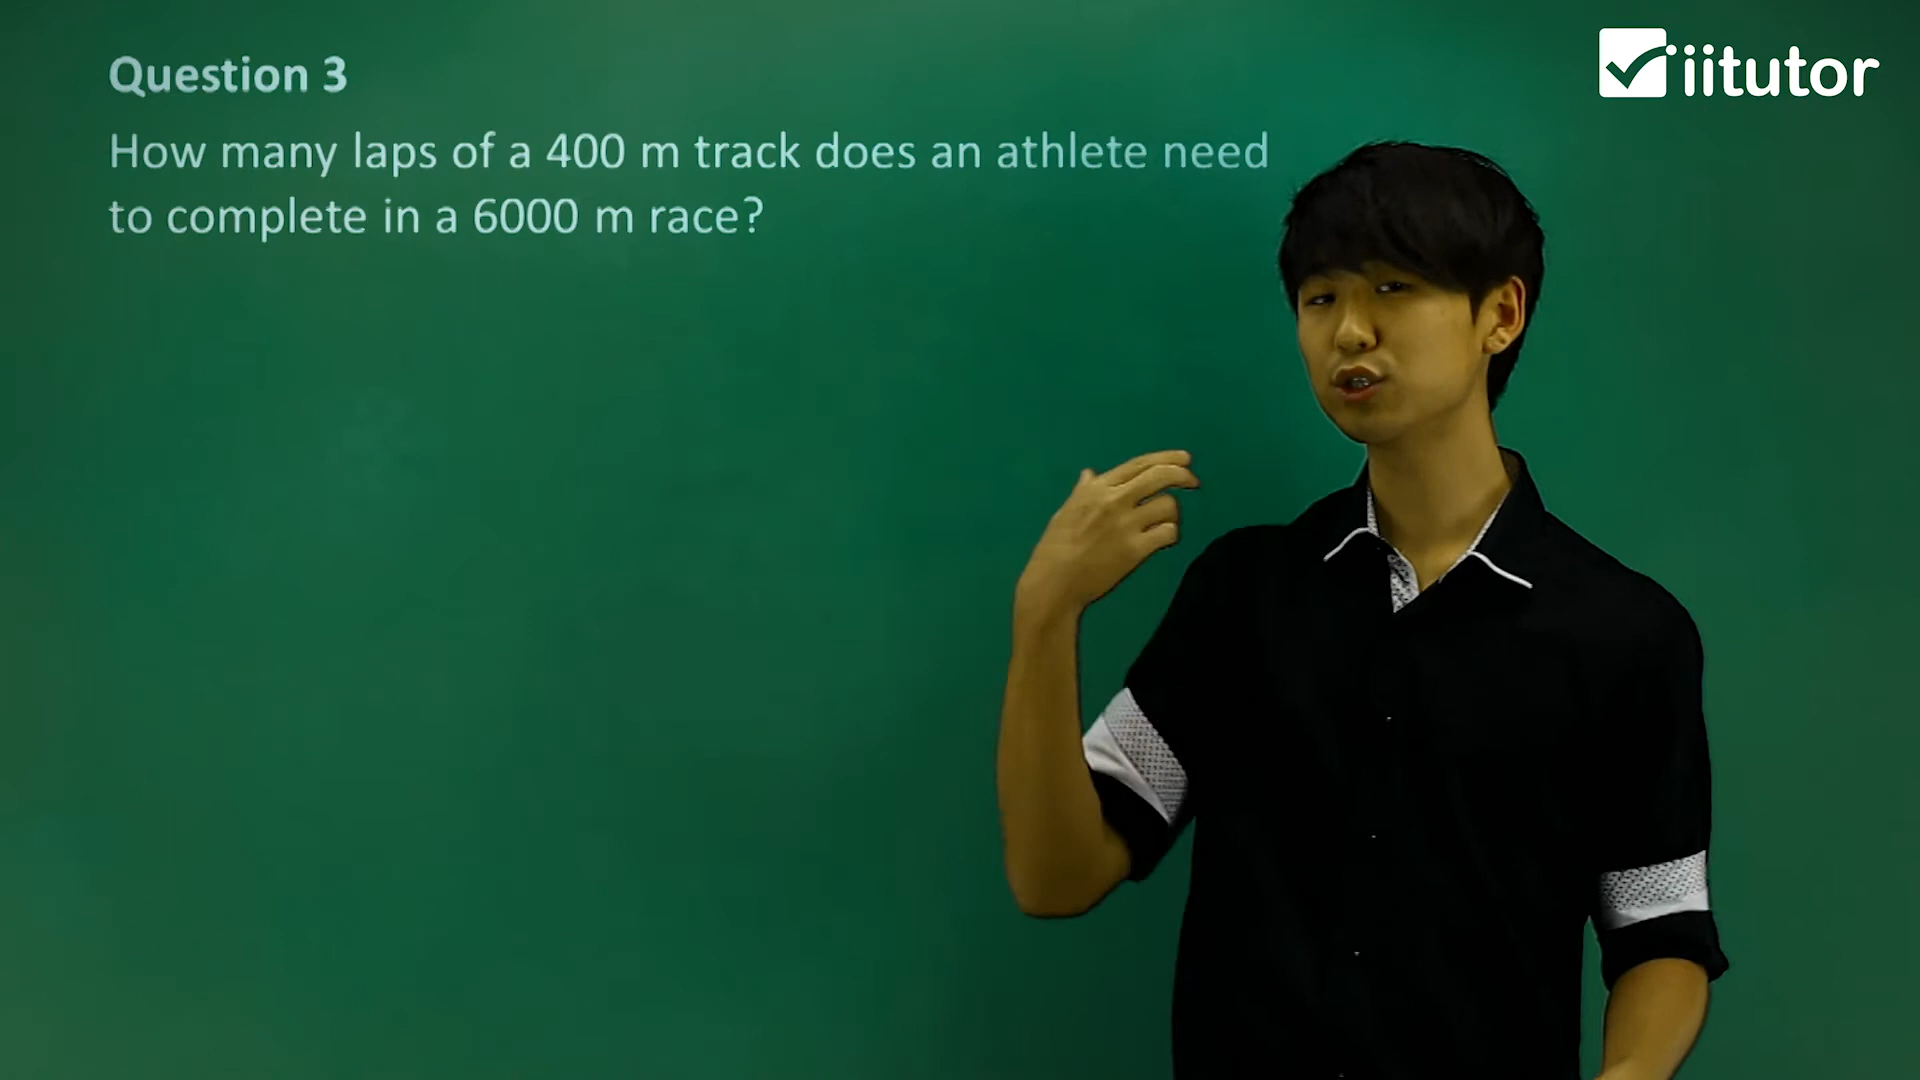 iitutor
Question 3
How many laps of a 400 m track does an athlete need
to complete in a 6000 m race?